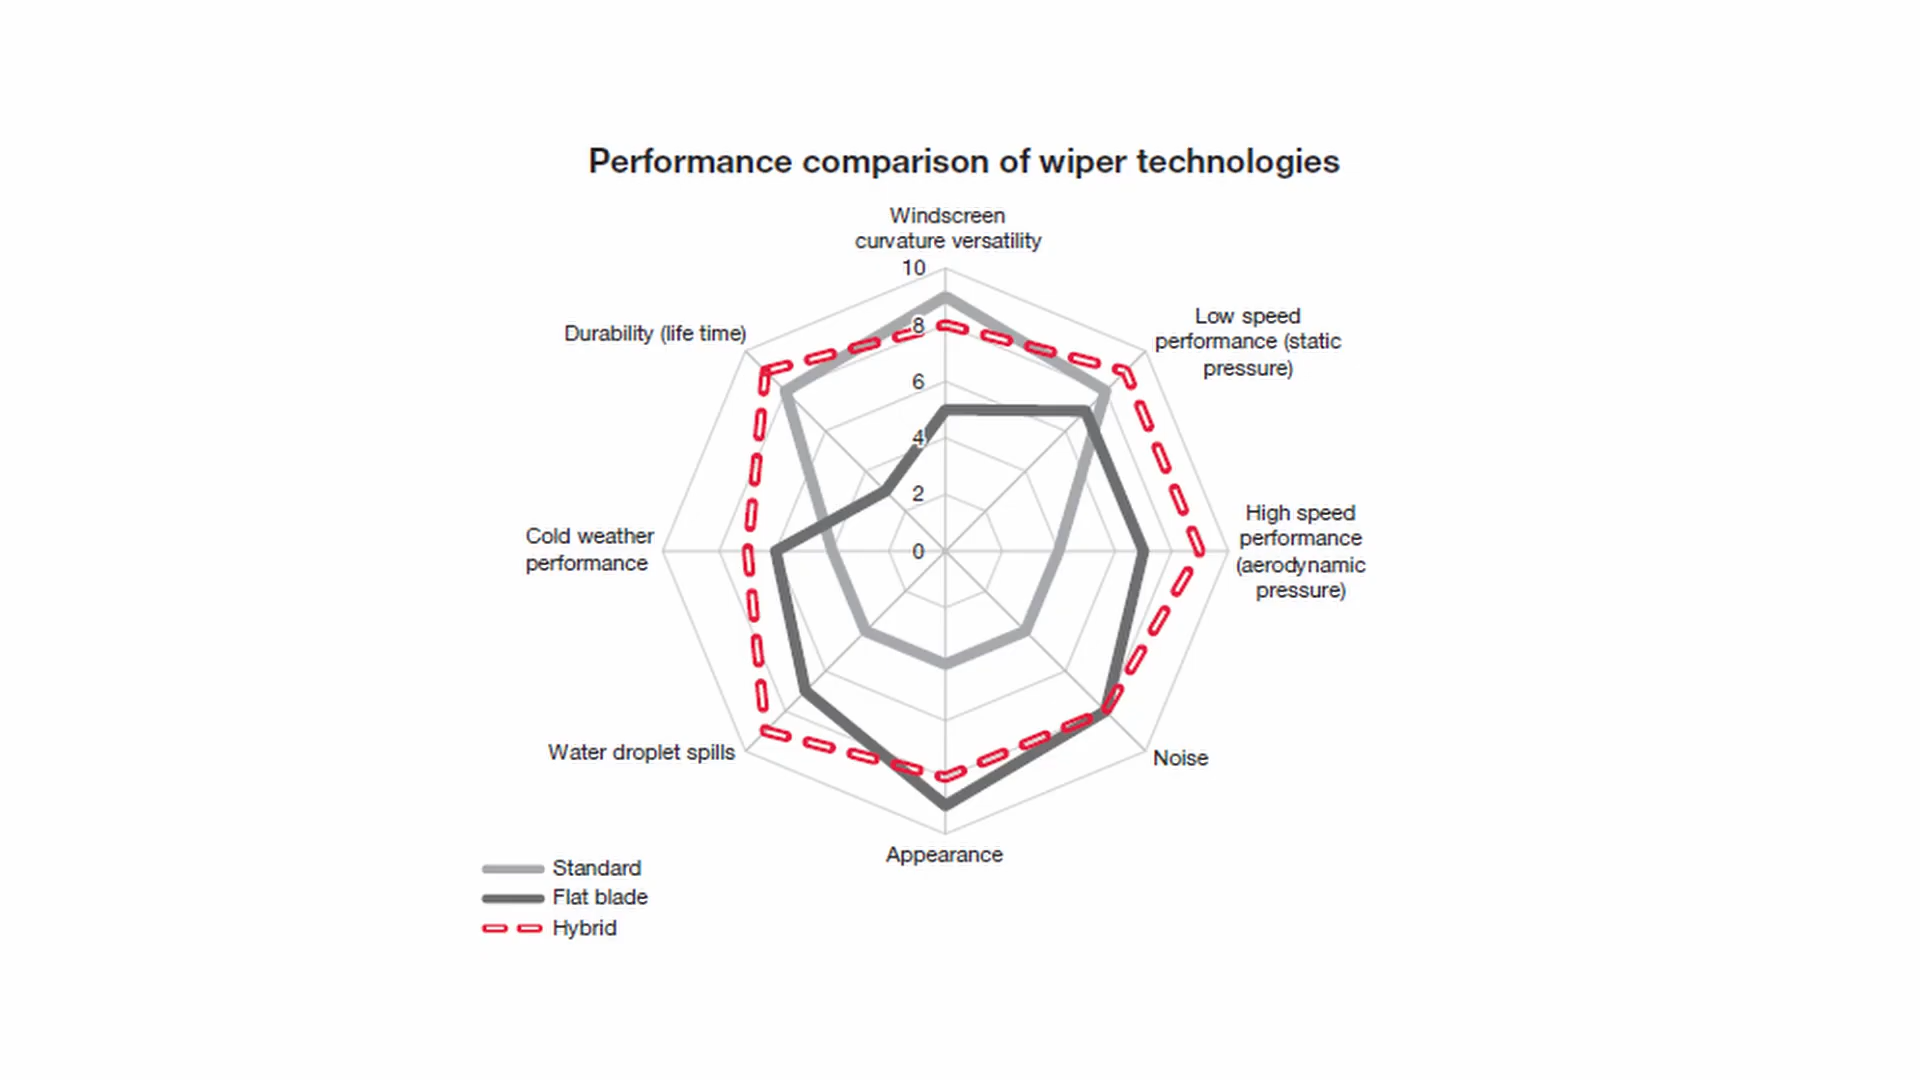 Performance comparison of wiper technologies
Windscreen
curvature versatility
10
8
6
4
2
0
Low speed
performance (static
pressure)
High speed
performance
(aerodynamic
pressure)
Noise
Appearance
Water droplet spills
Cold weather
performance
Durability (life time)
Standard
Flat blade
Hybrid